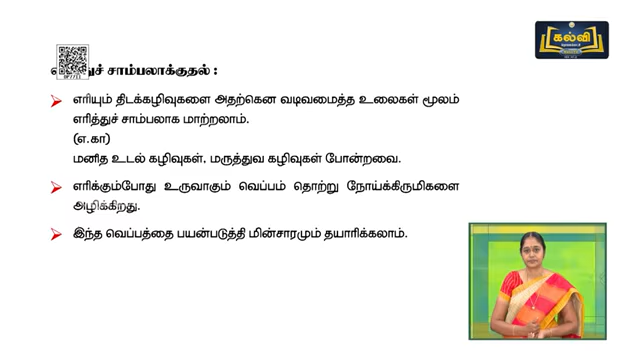 கல்வி
சாம்பலாக்குதல் :
எரியும் திடக்கழிவுகளை அதற்கென வடிவமைத்த உலைகள் மூலம்
எரித்துச் சாம்பலாக மாற்றலாம்.
(எ.கா)
மனித உடல் கழிவுகள், மருத்துவ கழிவுகள் போன்றவை.
எரிக்கும்போது உருவாகும் வெப்பம் தொற்று நோய்க்கிருமிகளை
அழிக்கிறது.
இந்த வெப்பத்தை பயன்படுத்தி மின்சாரமும் தயாரிக்கலாம்.